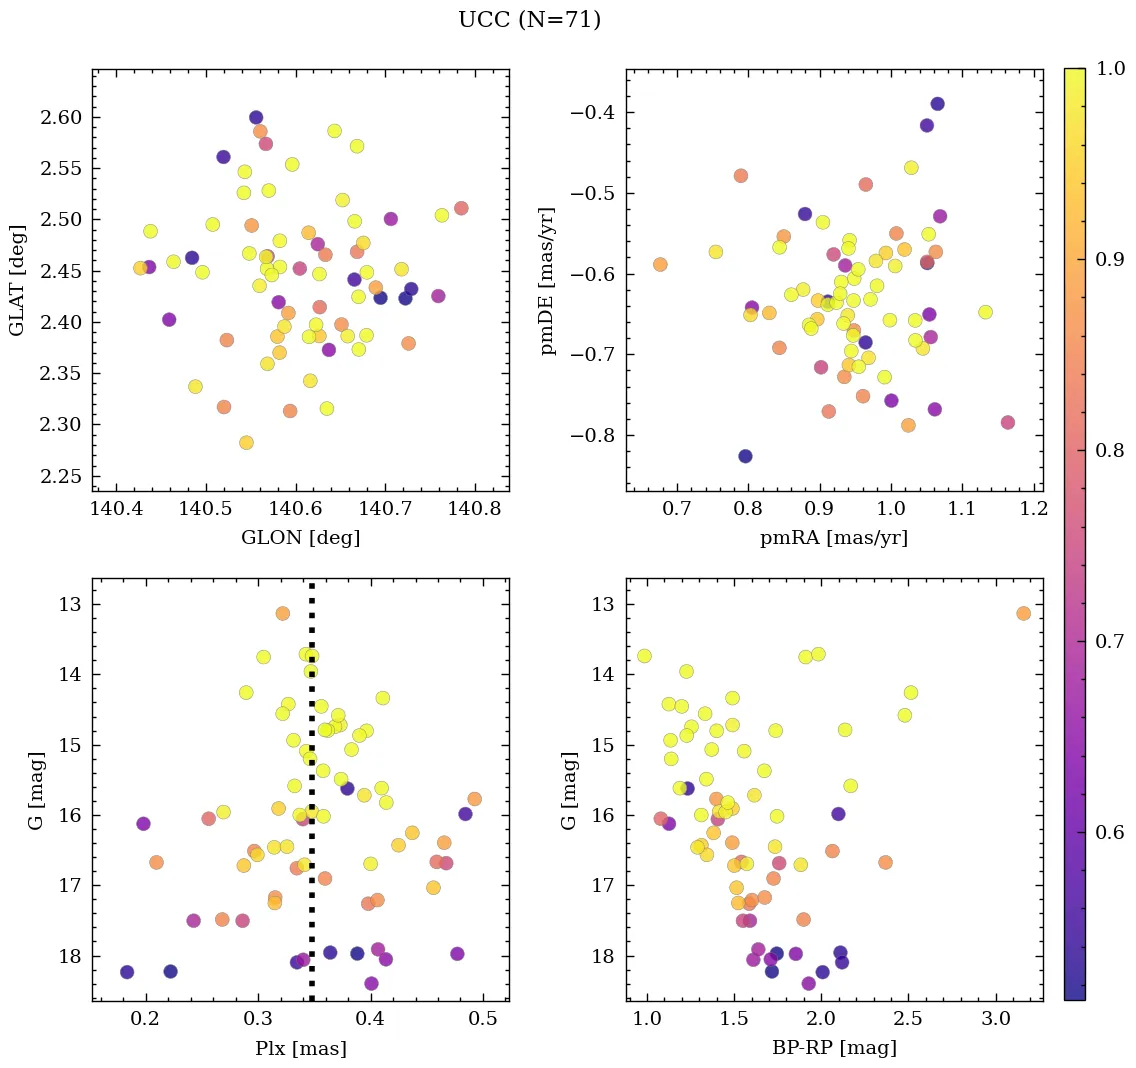 UCC (N=71)
2.60
2.55
2.50
2.45
2.40
2.35
2.30
2.25
GLAT [deg]
140.4 140.5 140.6 140.7 140.8
GLON [deg]
−0.4
−0.5
−0.6
−0.7
−0.8
pmDE [mas/yr]
0.7 0.8 0.9 1.0 1.1 1.2
pmRA [mas/yr]
13
14
15
16
17
18
G [mag]
0.2 0.3 0.4 0.5
Plx [mas]
13
14
15
16
17
18
G [mag]
1.0 1.5 2.0 2.5 3.0
BP-RP [mag]
1.0
0.9
0.8
0.7
0.6